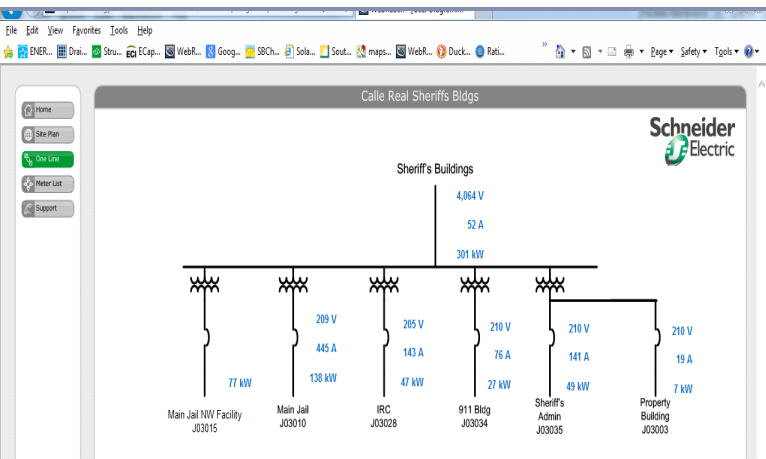 File Edit View Favorites Tools Help
ENER... Drai... Stru... ECI ECap... WebR... Goog... SBCh... Sola... Sout... maps... WebR... Duck... Rati... » Page Safety Tools
Calle Real Sheriffs Bldgs
Home
Site Plan
One Line
Meter List
Support
Schneider
Electric
Sheriff's Buildings
4,064 V
52 A
301 kW
77 kW
Main Jail NW Facility
J03015
209 V
445 A
138 kW
Main Jail
J03010
205 V
143 A
47 kW
IRC
J03028
210 V
76 A
27 kW
911 Bldg
J03034
210 V
141 A
49 kW
Sheriff's
Admin
J03035
210 V
19 A
7 kW
Property
Building
J03003